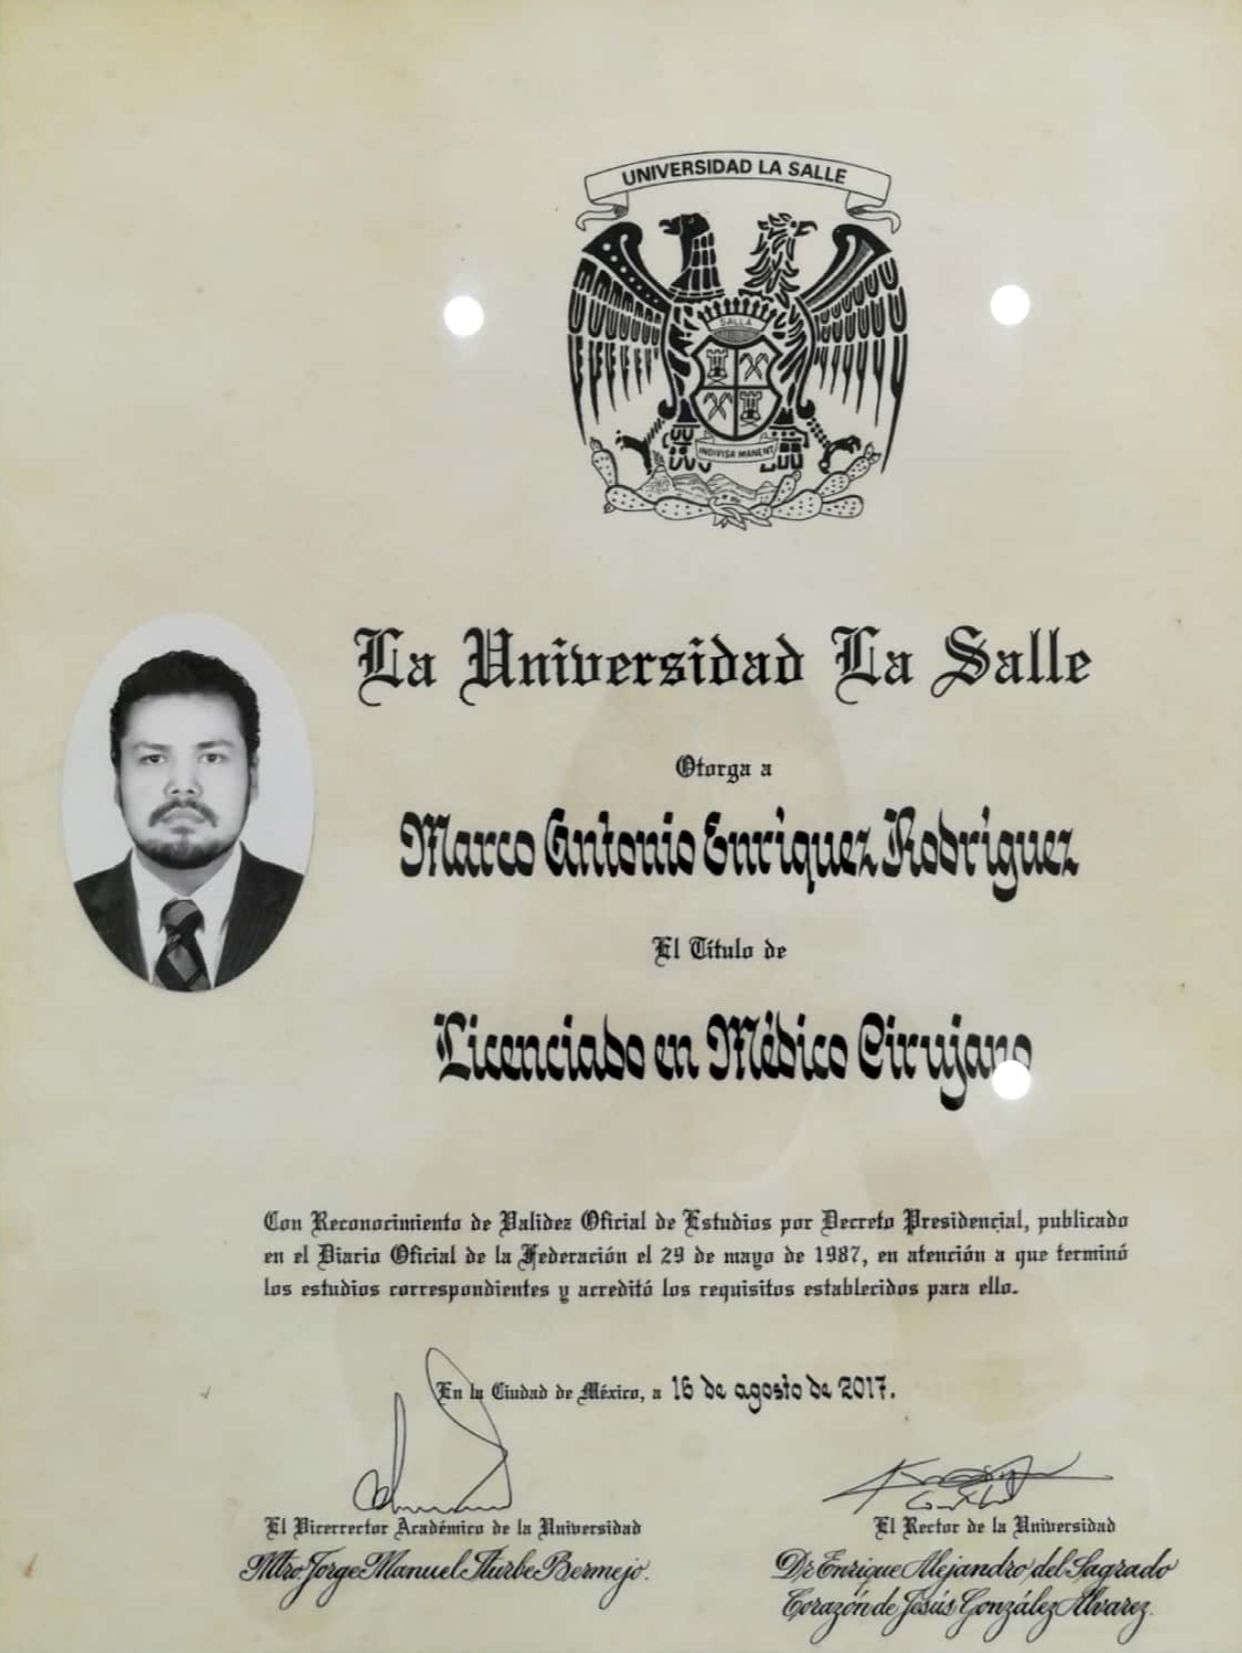 UNIVERSIDAD LA SALLE
SALLA
INDIVISA MANENT
La Universidad La Salle
Otorga a
Marco Antonio Enriquez Rodriguez
El Título de
Licenciado en Médico Cirujano
Con Reconocimiento de Validez Oficial de Estudios por Decreto Presidencial, publicado
en el Diario Oficial de la Federación el 29 de mayo de 1987, en atención a que terminó
los estudios correspondientes y acreditó los requisitos establecidos para ello.
En la Ciudad de México, a 16 de agosto de 2017.
El Vicerrector Académico de la Universidad
Mtro. Jorge Manuel Iturbe Bermejo.
El Rector de la Universidad
Dr. Enrique Alejandro del Sagrado
Corazón de Jesús González Álvarez.